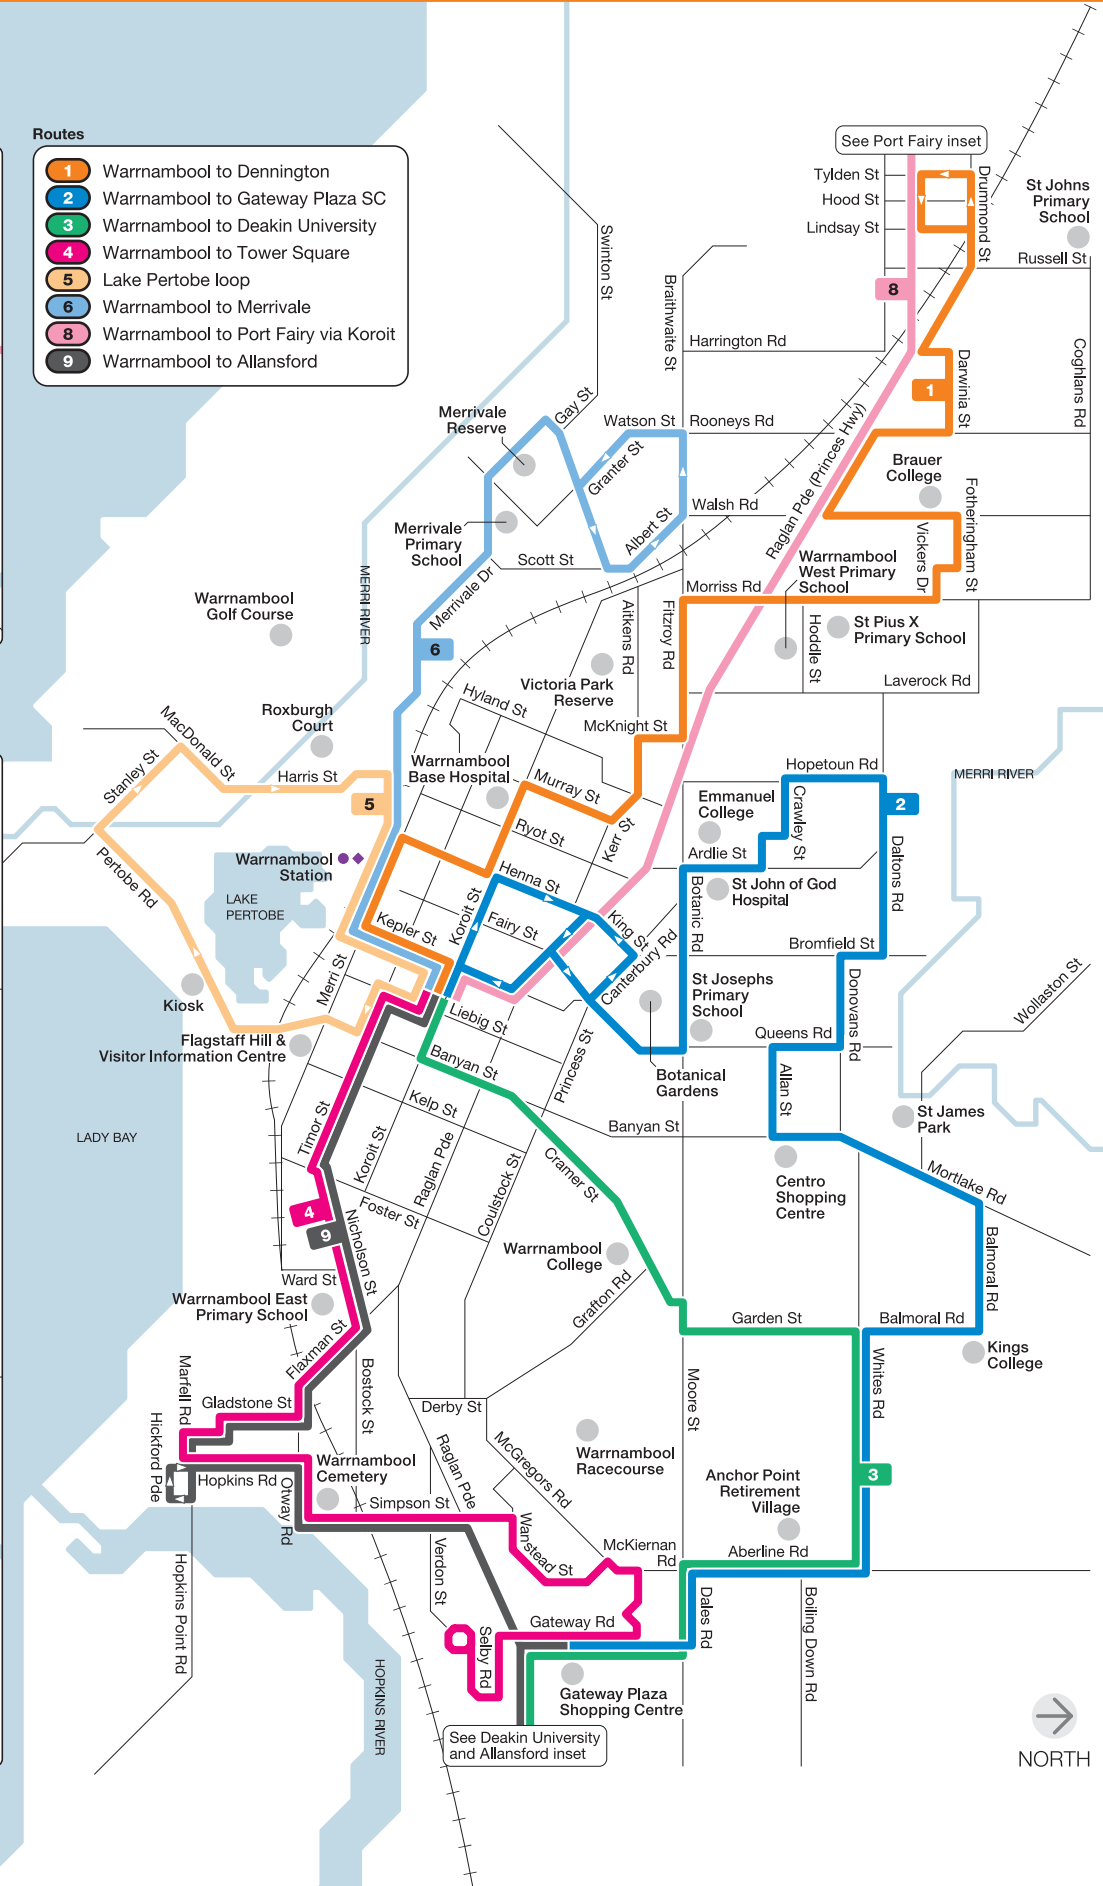 Routes
1 Warrnambool to Dennington
2 Warrnambool to Gateway Plaza SC
3 Warrnambool to Deakin University
4 Warrnambool to Tower Square
5 Lake Pertobe loop
6 Warrnambool to Merrivale
8 Warrnambool to Port Fairy via Koroit
9 Warrnambool to Allansford
See Port Fairy inset
Tylden St
Hood St
Lindsay St
Drummond St
St Johns
Primary
School
Russell St
Swinton St
Braithwaite St
8
Harrington Rd
Coghlans Rd
Darwinia St
1
Gay St
Merrivale
Reserve
Watson St
Rooneys Rd
Granter St
Raglan Pde (Princes Hwy)
Brauer
College
Fotheringham St
Walsh Rd
Albert St
Vickers Dr
Merrivale
Primary
School
Scott St
Warrnambool
West Primary
School
MERRI RIVER
Merrivale Dr
Morriss Rd
Warrnambool
Golf Course
Aitkens Rd
Fitzroy Rd
Hoddle St
St Pius X
Primary School
6
Victoria Park
Reserve
Laverock Rd
Hyland St
Roxburgh
Court
MacDonald St
McKnight St
Stanley St
Harris St
Warrnambool
Base Hospital
Murray St
Hopetoun Rd
MERRI RIVER
5
Emmanuel
College
Crawley St
2
Ryot St
Kerr St
Ardlie St
Daltons Rd
Pertobe Rd
Warrnambool
Station
Henna St
St John of God
Hospital
LAKE
PERTOBE
Koroit St
Botanic Rd
Kepler St
Fairy St
King St
Canterbury Rd
Bromfield St
Merri St
St Josephs
Primary
School
Donovans Rd
Wollaston St
Kiosk
Liebig St
Flagstaff Hill &
Visitor Information Centre
Queens Rd
Banyan St
Princess St
Botanical
Gardens
Allan St
Kelp St
St James
Park
LADY BAY
Timor St
Banyan St
Koroit St
Raglan Pde
Cramer St
Mortlake Rd
Centro
Shopping
Centre
Coulstock St
Foster St
4
9
Nicholson St
Warrnambool
College
Balmoral Rd
Ward St
Grafton Rd
Warrnambool East
Primary School
Garden St
Balmoral Rd
Flaxman St
Kings
College
Marfell Rd
Bostock St
Moore St
Whites Rd
Gladstone St
Derby St
Hickford Pde
Raglan Pde
McGregors Rd
Warrnambool
Racecourse
Warrnambool
Cemetery
Hopkins Rd
Otway Rd
Simpson St
Anchor Point
Retirement
Village
3
Wanstead St
McKiernan
Rd
Aberline Rd
Verdon St
Hopkins Point Rd
Dales Rd
Boiling Down Rd
Gateway Rd
Selby Rd
HOPKINS RIVER
Gateway Plaza
Shopping Centre
See Deakin University
and Allansford inset
NORTH